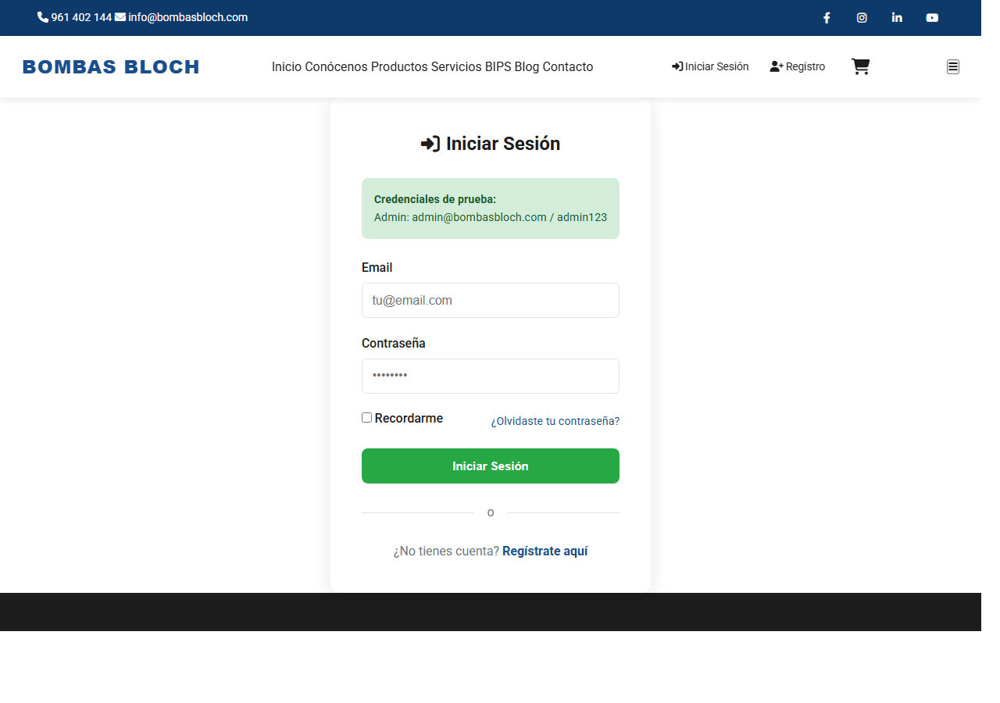 961 402 144 info@bombasbloch.com
BOMBAS BLOCH
Inicio Conócenos Productos Servicios BIPS Blog Contacto
Iniciar Sesión
Registro
Iniciar Sesión
Credenciales de prueba:
Admin: admin@bombasbloch.com / admin123
Email
tu@email.com
Contraseña
••••••••
Recordarme
¿Olvidaste tu contraseña?
Iniciar Sesión
O
¿No tienes cuenta? Regístrate aquí